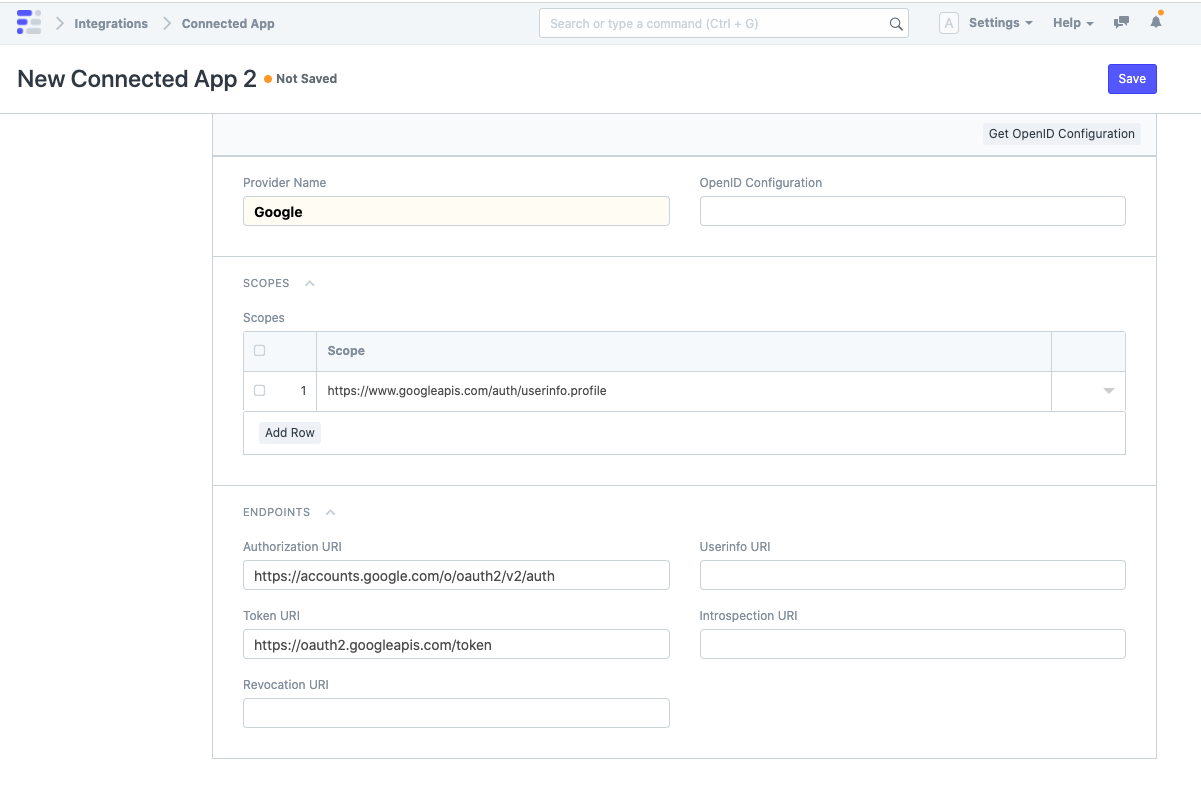 Integrations
Connected App
Search or type a command (Ctrl + G)
A
Settings
Help
New Connected App 2
Not Saved
Save
Get OpenID Configuration
Provider Name
OpenID Configuration
Google
SCOPES
Scopes
Scope
1
https://www.googleapis.com/auth/userinfo.profile
Add Row
ENDPOINTS
Authorization URI
Userinfo URI
https://accounts.google.com/o/oauth2/v2/auth
Token URI
Introspection URI
https://oauth2.googleapis.com/token
Revocation URI